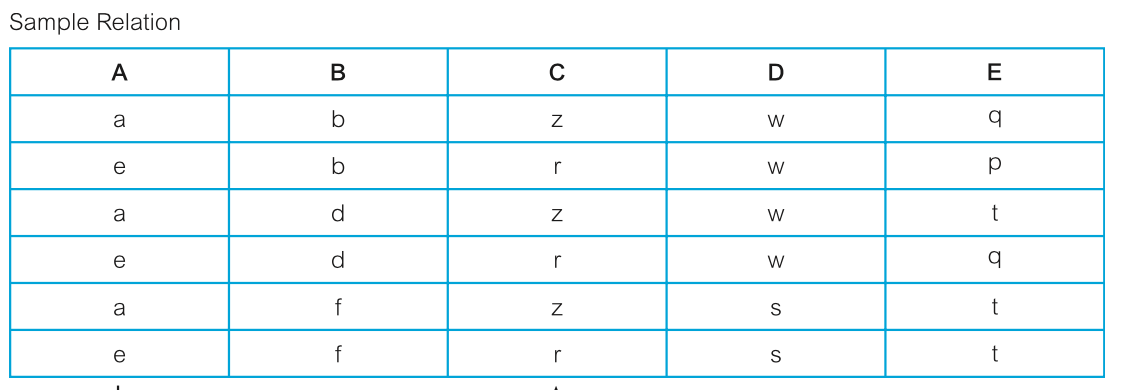 Sample Relation
A B C D E
a b z w q
e b r w p
a d z w t
e d r w q
a f z s t
e f r s t